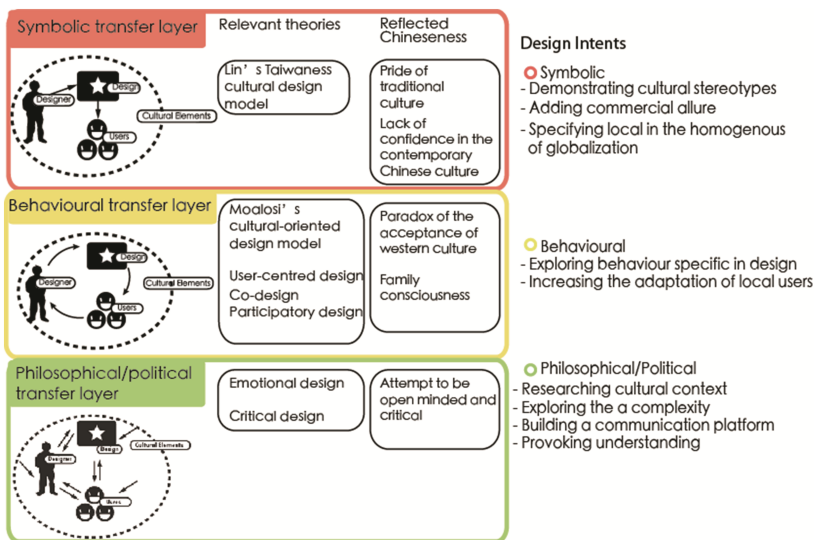 Symbolic transfer layer
Relevant theories
Reflected
Chineseness
Designer
Design
Users
Cultural Elements
Lin's Taiwaness
cultural design
model
Pride of
traditional
culture
Lack of
confidence in the
contemporary
Chinese culture
Design Intents
Symbolic
- Demonstrating cultural stereotypes
- Adding commercial allure
- Specifying local in the homogenous
of globalization
Behavioural transfer layer
Designer
Design
Users
Cultural Elements
Moalosi's
cultural-oriented
design model
User-centred design
Co-design
Participatory design
Paradox of the
acceptance of
western culture
Family
consciousness
Behavioural
- Exploring behaviour specific in design
- Increasing the adaptation of local users
Philosophical/political
transfer layer
Designer
Design
Users
Cultural Elements
Emotional design
Critical design
Attempt to be
open minded and
critical
Philosophical/Political
- Researching cultural context
- Exploring the a complexity
- Building a communication platform
- Provoking understanding